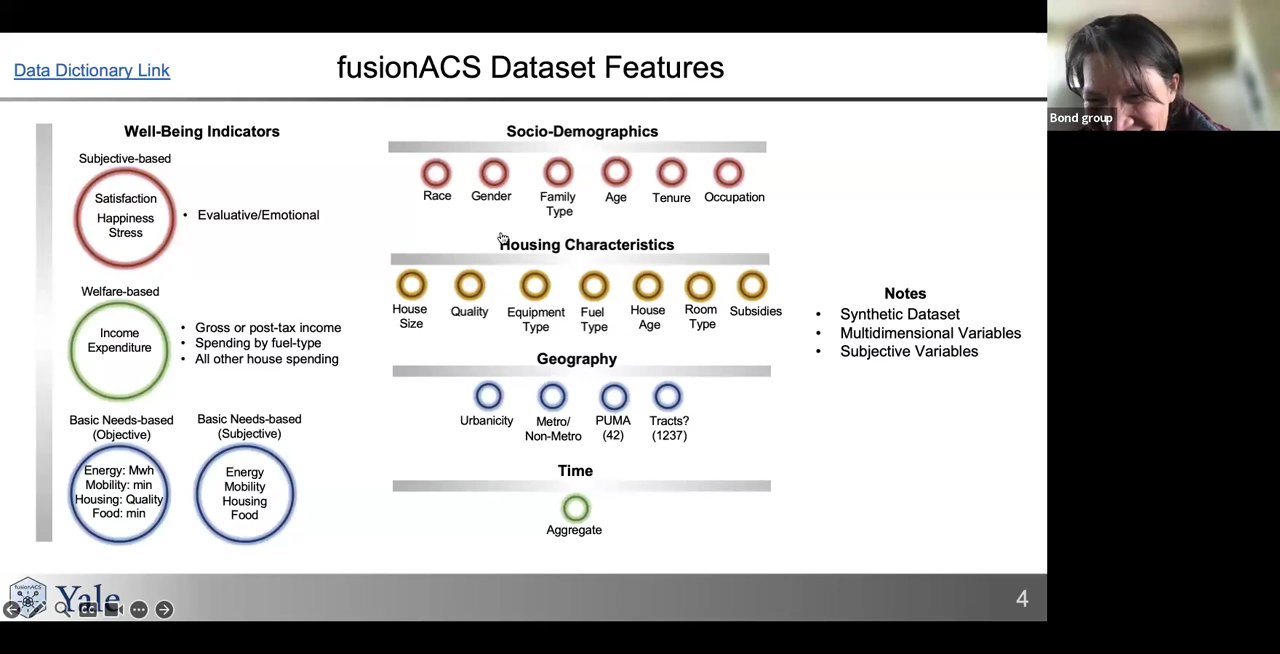 Data Dictionary Link
fusionACS Dataset Features
Bond group
Well-Being Indicators
Subjective-based
Satisfaction
Happiness
Stress
• Evaluative/Emotional
Welfare-based
Income
Expenditure
• Gross or post-tax income
• Spending by fuel-type
• All other house spending
Basic Needs-based
(Objective)
Energy: Mwh
Mobility: min
Housing: Quality
Food: min
Basic Needs-based
(Subjective)
Energy
Mobility
Housing
Food
Socio-Demographics
Race
Gender
Family
Type
Age
Tenure
Occupation
Housing Characteristics
House
Size
Quality
Equipment
Type
Fuel
Type
House
Age
Room
Type
Subsidies
Geography
Urbanicity
Metro/
Non-Metro
PUMA
(42)
Tracts?
(1237)
Time
Aggregate
Notes
• Synthetic Dataset
• Multidimensional Variables
• Subjective Variables
fusionACS
Yale
4